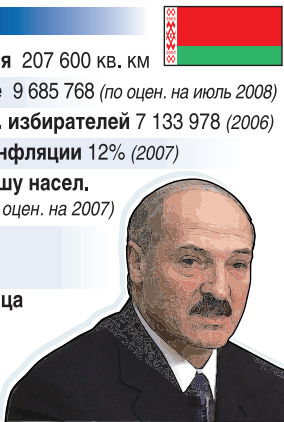 я 207 600 кв. км
е 9 685 768 (по оцен. на июль 2008)
. избирателей 7 133 978 (2006)
нфляции 12% (2007)
шу насел.
оцен. на 2007)
ца